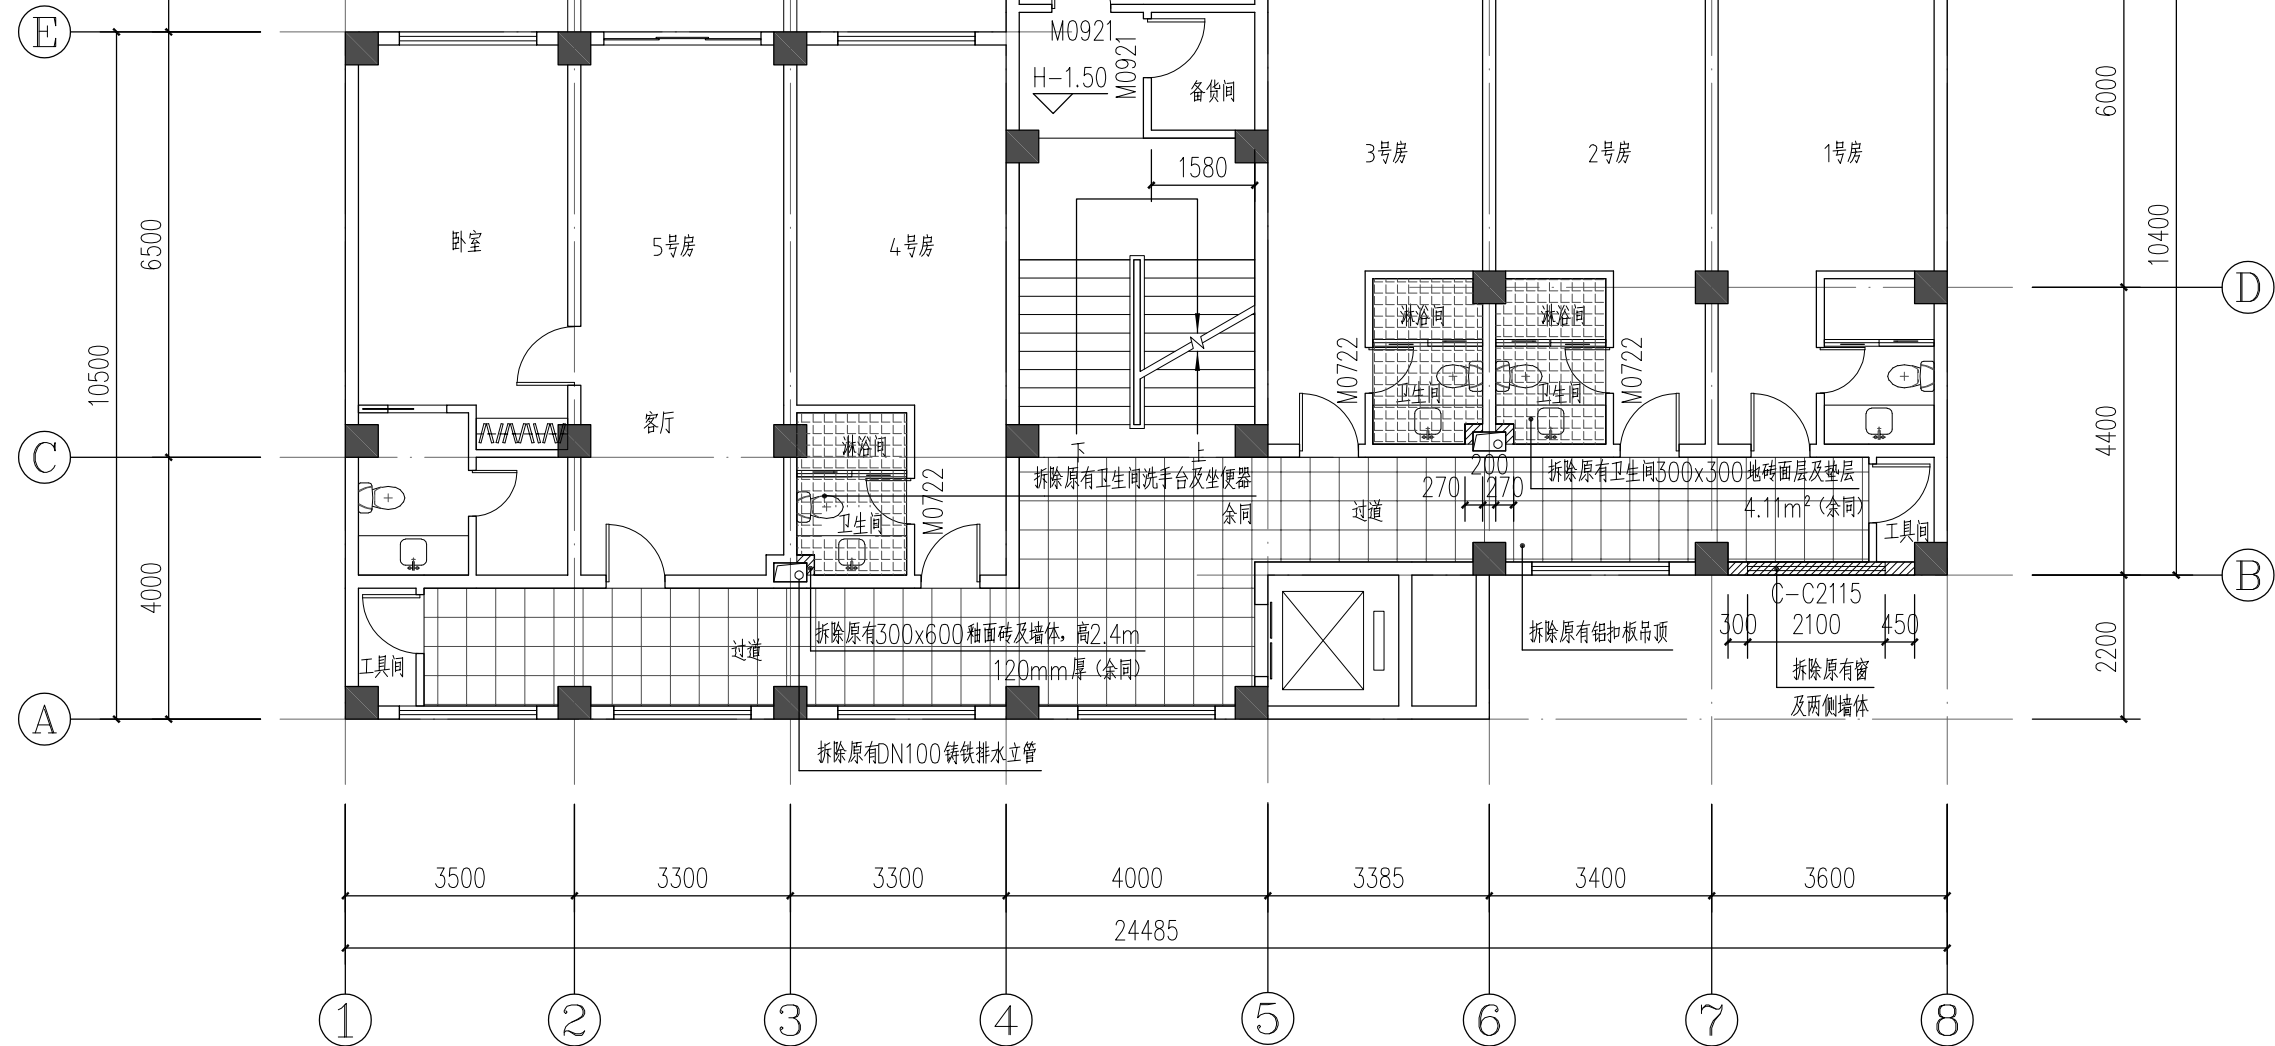 E
M0921
M0921
H-1.50
备货间
1580
6000
3号房
2号房
1号房
6500
卧室
5号房
4号房
10400
D
淋浴间
淋浴间
10500
M0722
M0722
卫生间
卫生间
客厅
4400
C
淋浴间
下
上
M0722
卫生间
拆除原有卫生间洗手台及坐便器
余同
200
270
270
过道
拆除原有卫生间300x300地砖面层及垫层
4.11m²(余同)
工具间
4000
B
C-C2115
300
2100
450
拆除原有300x600釉面砖及墙体，高2.4m
120mm厚(余同)
过道
工具间
拆除原有铝扣板吊顶
拆除原有窗
及两侧墙体
2200
A
拆除原有DN100铸铁排水立管
3500
3300
3300
4000
3385
3400
3600
24485
1
2
3
4
5
6
7
8